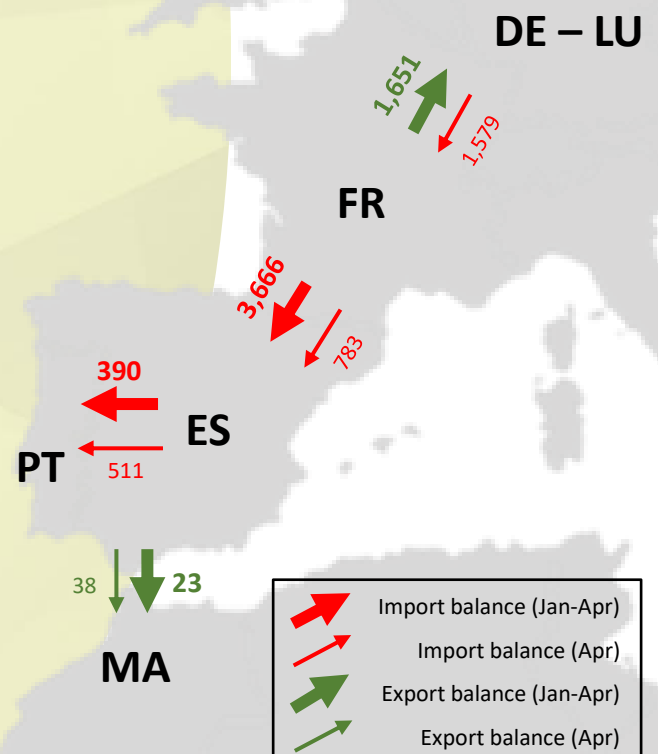 DE – LU
1,651
1,579
FR
3,666
783
390
ES
PT
511
38
23
MA
Import balance (Jan-Apr)
Import balance (Apr)
Export balance (Jan-Apr)
Export balance (Apr)